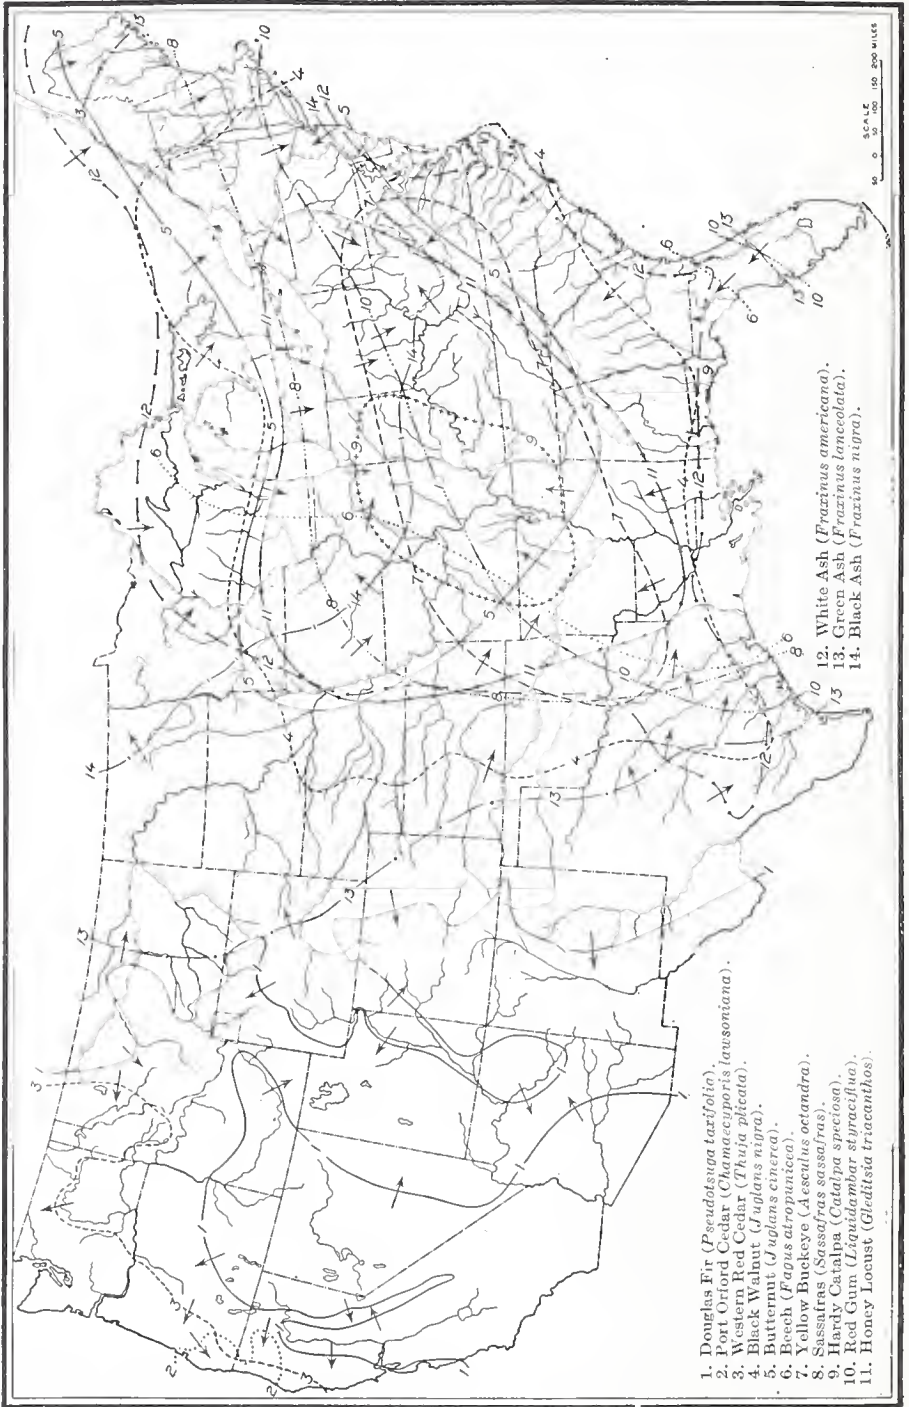 SCALE
50 0 50 100 150 200 MILES
1. Douglas Fir (Pseudotsuga taxifolia).
2. Port Orford Cedar (Chamaecyporis lawsoniana).
3. Western Red Cedar (Thuja plicata).
4. Black Walnut (Juglans nigra).
5. Butternut (Juglans cinerea).
6. Beech (Fagus atropunicea).
7. Yellow Buckeye (Aesculus octandra).
8. Sassafras (Sassafras sassafras).
9. Hardy Catalpa (Catalpa speciosa).
10. Red Gum (Liquidambar styraciflua).
11. Honey Locust (Gleditsia triacanthos).
12. White Ash (Fraxinus americana).
13. Green Ash (Fraxinus lanceolata).
14. Black Ash (Fraxinus nigra).